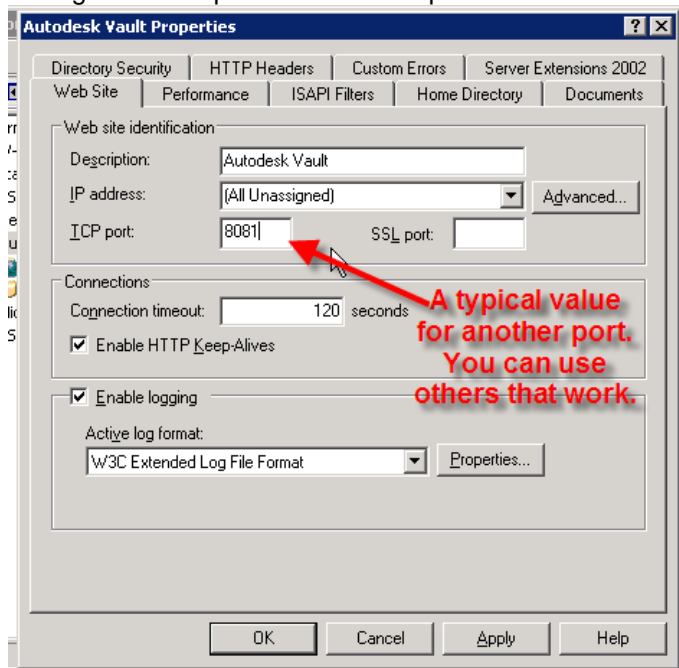 Autodesk Vault Properties
Directory Security HTTP Headers Custom Errors Server Extensions 2002
Web Site Performance ISAPI Filters Home Directory Documents
Web site identification
Description: Autodesk Vault
IP address: (All Unassigned) Advanced...
TCP port: 8081 SSL port:
Connections
Connection timeout: 120 seconds
Enable HTTP Keep-Alives
A typical value
for another port.
You can use
others that work.
Enable logging
Active log format:
W3C Extended Log File Format Properties...
OK Cancel Apply Help